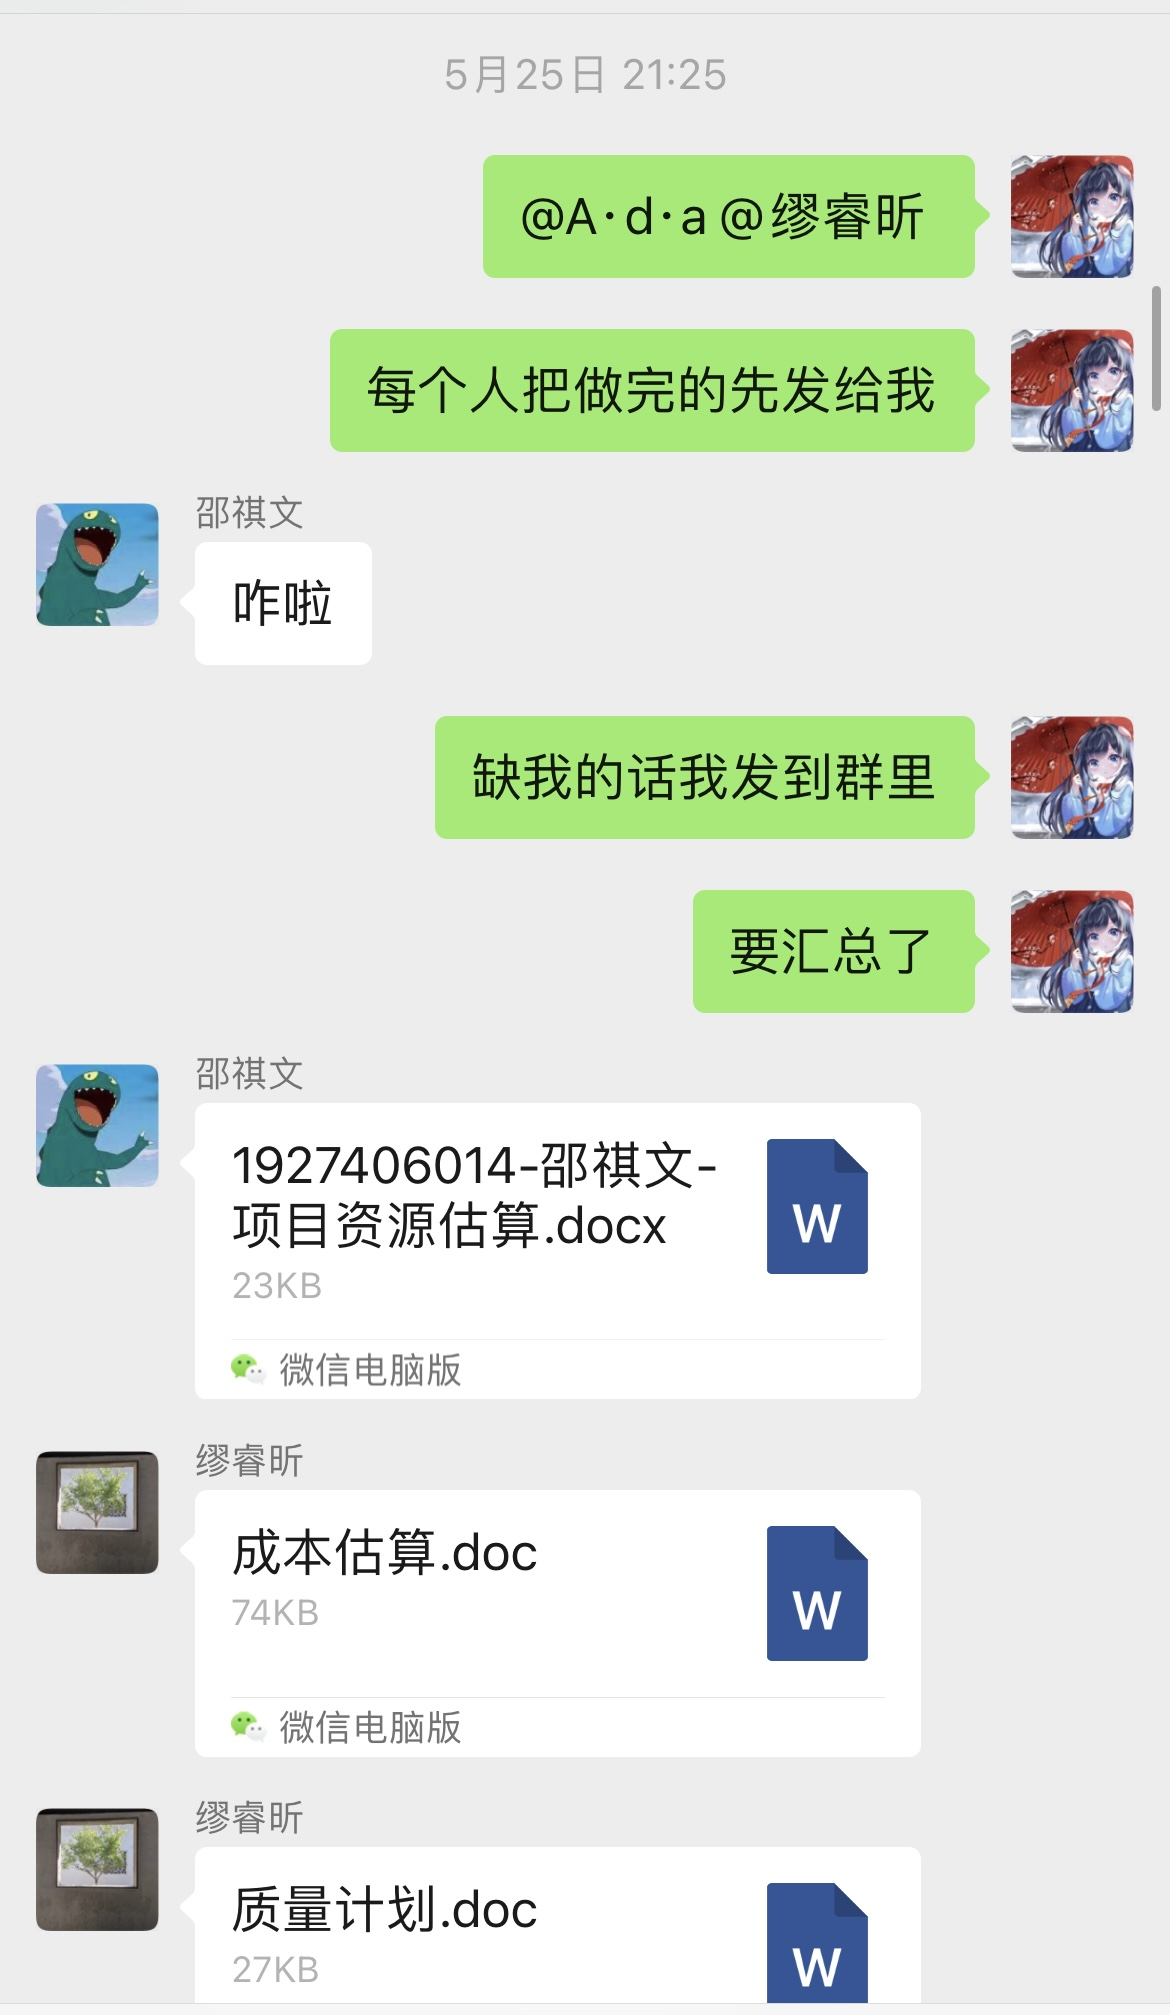 5月25日 21:25
@A·d·a @缪睿昕
每个人把做完的先发给我
邵祺文
咋啦
缺我的话我发到群里
要汇总了
邵祺文
1927406014-邵祺文-
项目资源估算.docx
23KB
W
微信电脑版
缪睿昕
成本估算.doc
74KB
W
微信电脑版
缪睿昕
质量计划.doc
27KB
W